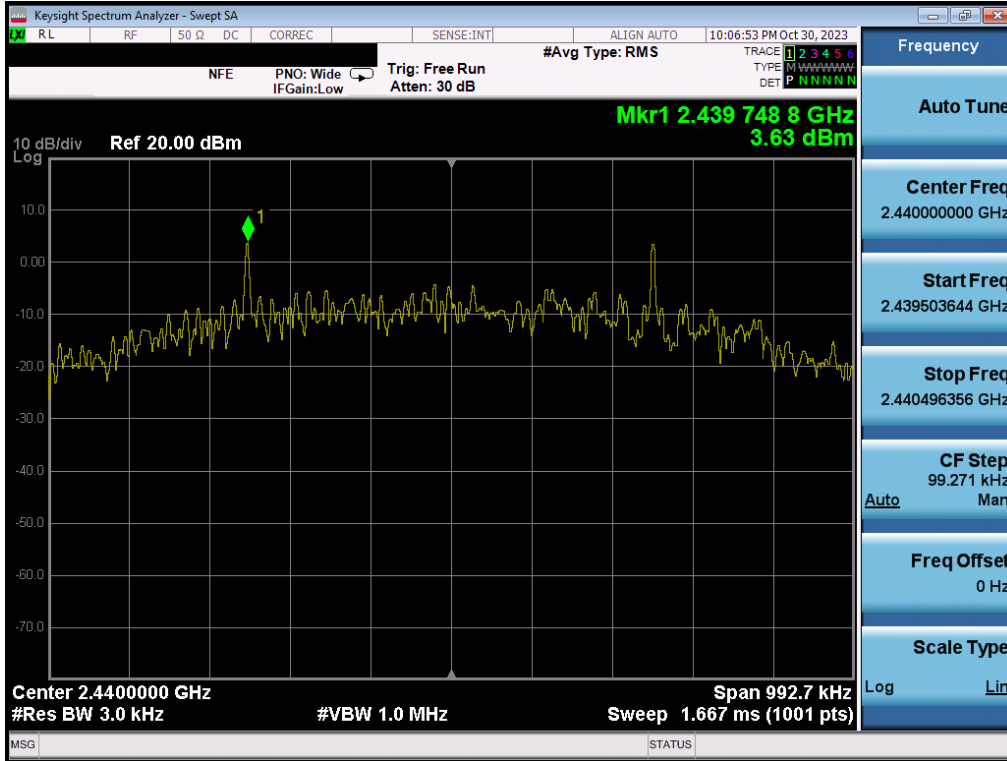 Keysight Spectrum Analyzer - Swept SA
LXI RL RF 50 Ω DC CORREC SENSE:INT ALIGN AUTO 10:06:53 PM Oct 30, 2023
#Avg Type: RMS TRACE 1 2 3 4 5 6
NFE PNO: Wide Trig: Free Run TYPE M WWWWW
IFGain:Low Atten: 30 dB DET P N N N N N
Mkr1 2.439 748 8 GHz
3.63 dBm
10 dB/div Ref 20.00 dBm
Log
1
10.0
0.00
-10.0
-20.0
-30.0
-40.0
-50.0
-60.0
-70.0
Center 2.4400000 GHz Span 992.7 kHz
#Res BW 3.0 kHz #VBW 1.0 MHz Sweep 1.667 ms (1001 pts)
MSG STATUS
Frequency
Auto Tune
Center Freq
2.440000000 GHz
Start Freq
2.439503644 GHz
Stop Freq
2.440496356 GHz
CF Step
99.271 kHz
Auto Man
Freq Offset
0 Hz
Scale Type
Log Lin